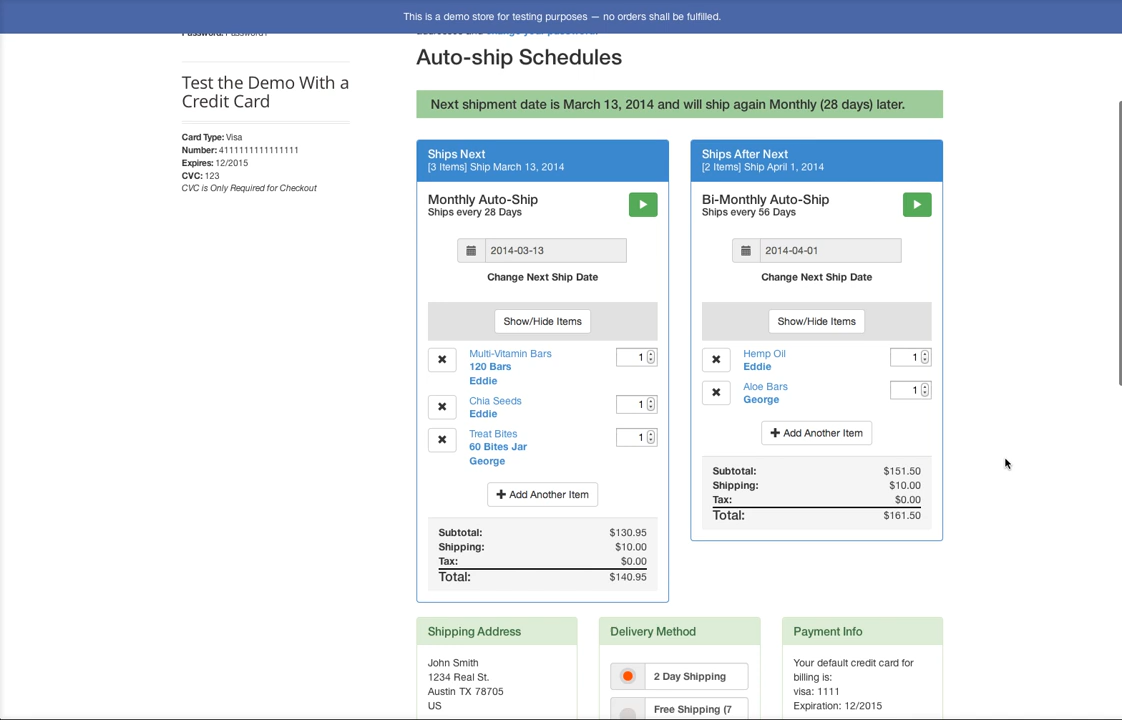 This is a demo store for testing purposes — no orders shall be fulfilled.
Test the Demo With a
Credit Card
Card Type: Visa
Number: 4111111111111111
Expires: 12/2015
CVC: 123
CVC is Only Required for Checkout
Auto-ship Schedules
Next shipment date is March 13, 2014 and will ship again Monthly (28 days) later.
Ships Next
[3 Items] Ship March 13, 2014
Monthly Auto-Ship
Ships every 28 Days
2014-03-13
Change Next Ship Date
Show/Hide Items
Multi-Vitamin Bars
120 Bars
Eddie
1
Chia Seeds
Eddie
1
Treat Bites
60 Bites Jar
George
1
Add Another Item
Subtotal: $130.95
Shipping: $10.00
Tax: $0.00
Total: $140.95
Ships After Next
[2 Items] Ship April 1, 2014
Bi-Monthly Auto-Ship
Ships every 56 Days
2014-04-01
Change Next Ship Date
Show/Hide Items
Hemp Oil
Eddie
1
Aloe Bars
George
1
Add Another Item
Subtotal: $151.50
Shipping: $10.00
Tax: $0.00
Total: $161.50
Shipping Address
John Smith
1234 Real St.
Austin TX 78705
US
Delivery Method
2 Day Shipping
Free Shipping (7
Payment Info
Your default credit card for
billing is:
visa: 1111
Expiration: 12/2015